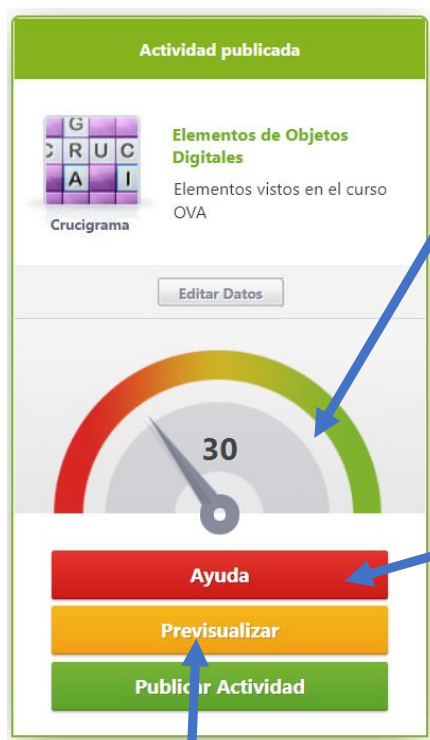 Actividad publicada
G
C R U C
A I
Crucigrama
Elementos de Objetos
Digitales
Elementos vistos en el curso
OVA
Editar Datos
30
Ayuda
Previsualizar
Publicar Actividad